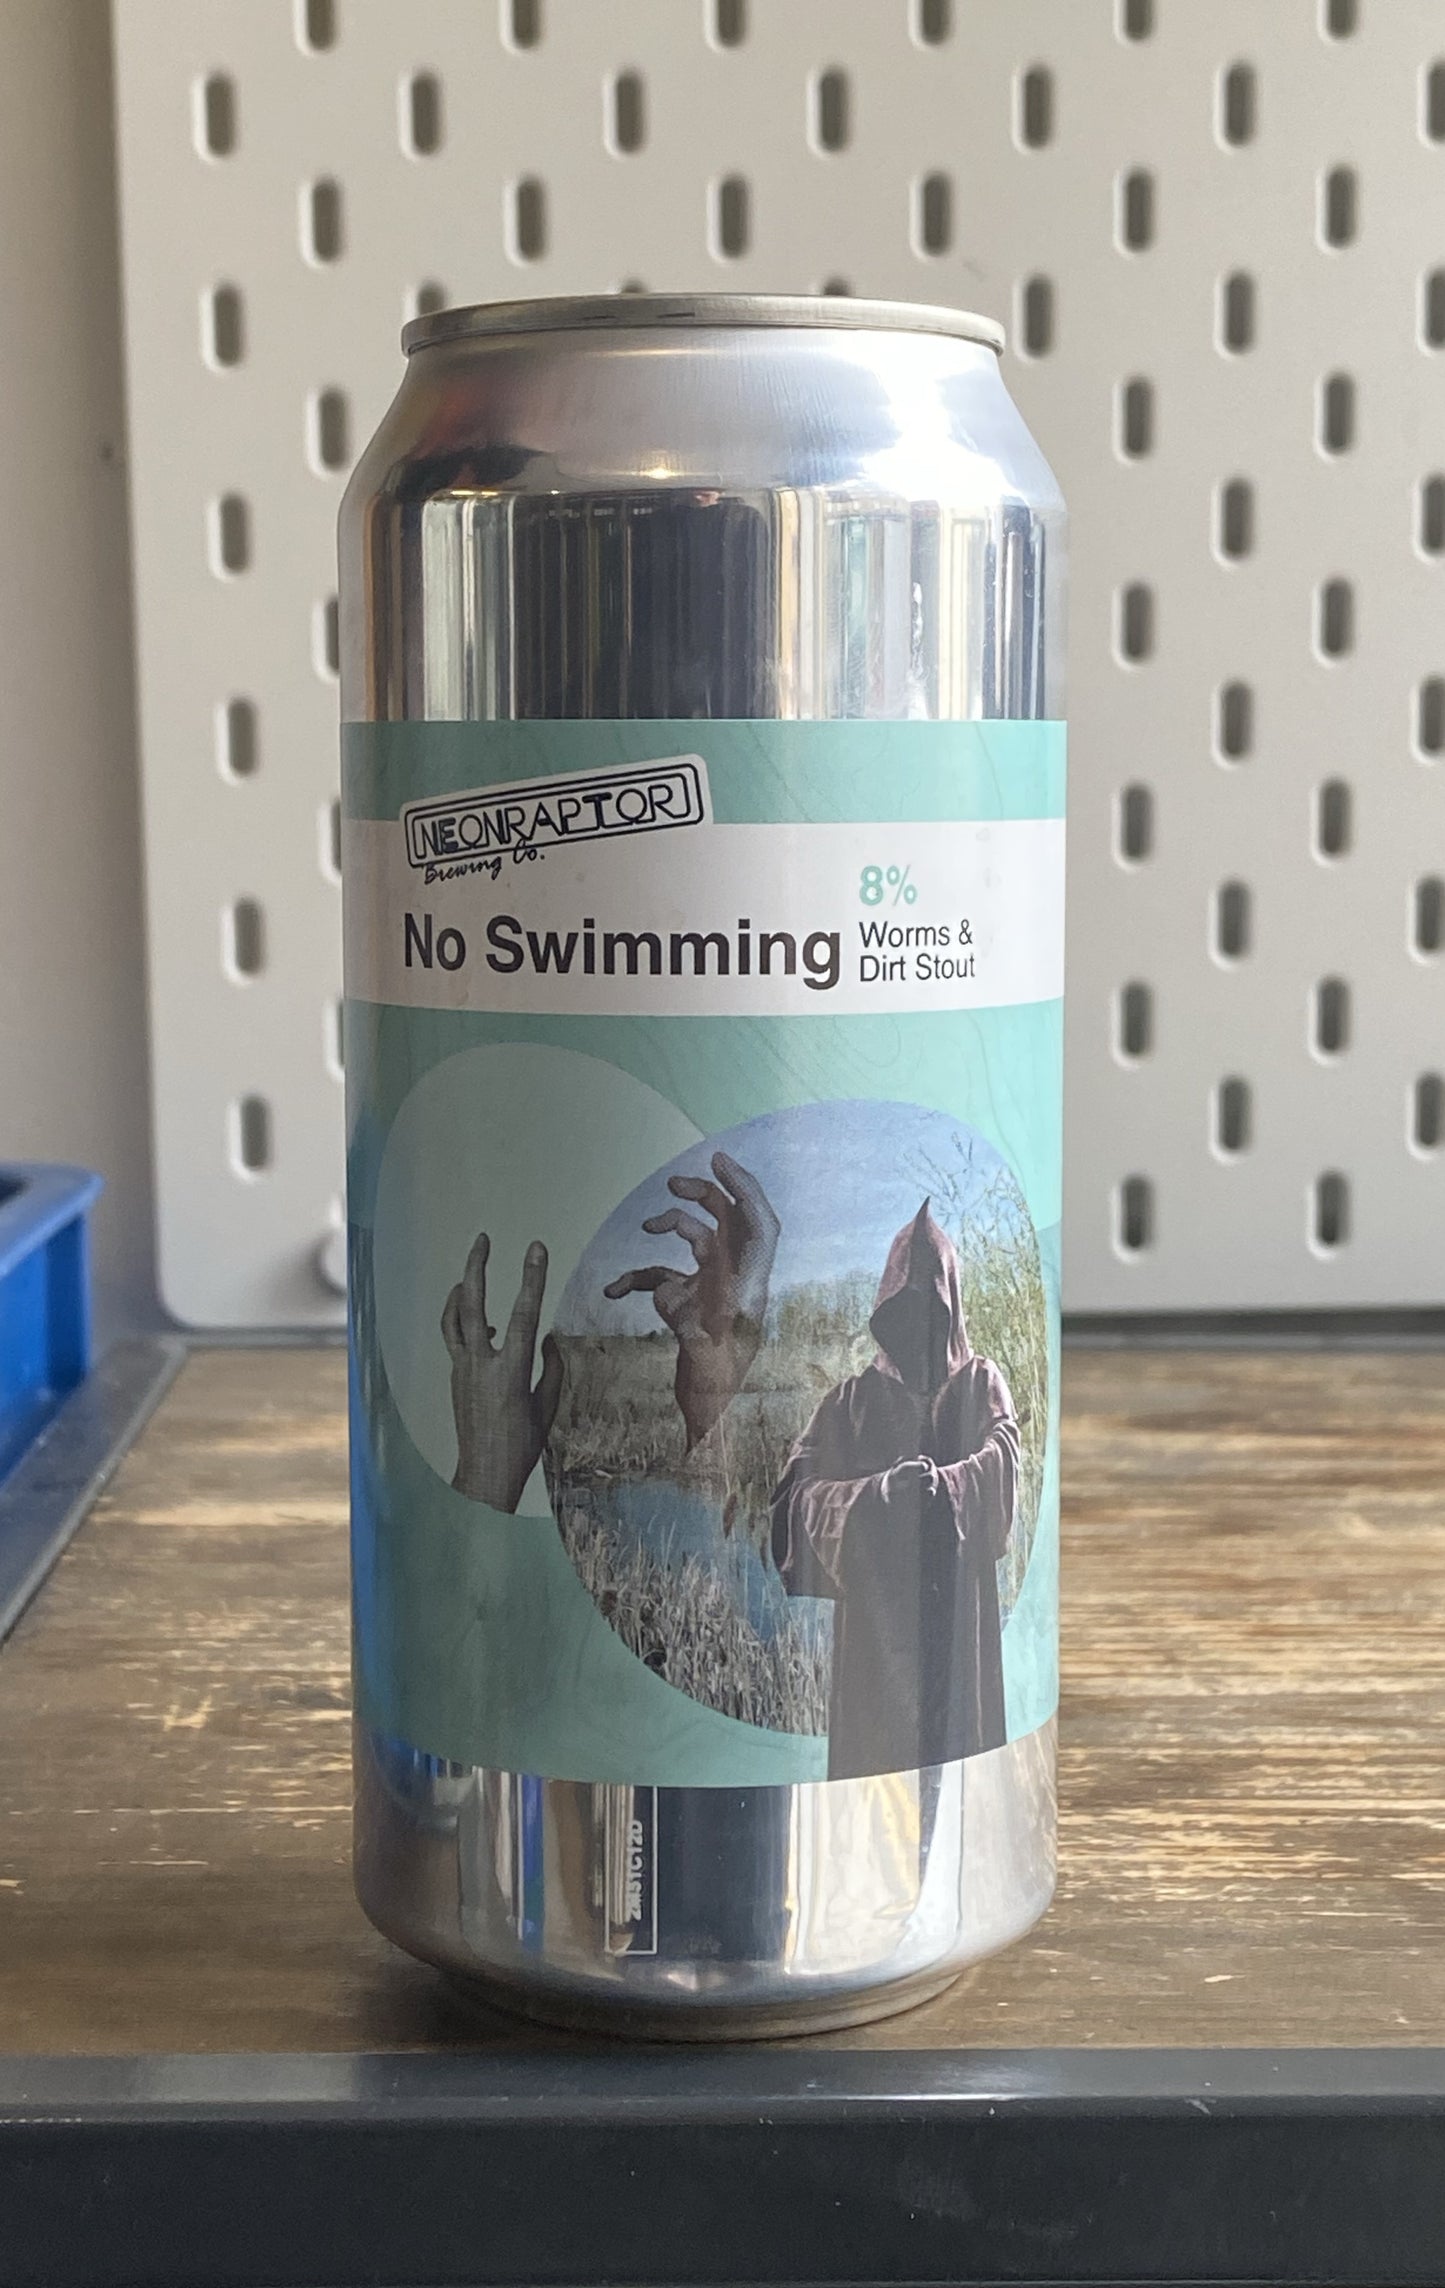 NEONRAPTOR
Brewing Co.
8%
No Swimming
Worms &
Dirt Stout